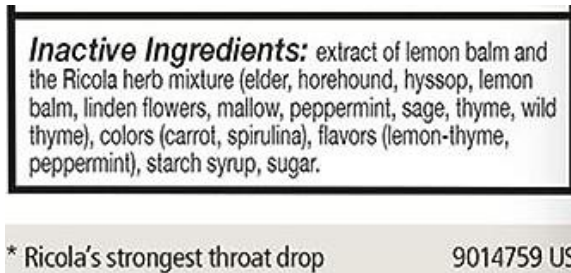 Inactive Ingredients: extract of lemon balm and
the Ricola herb mixture (elder, horehound, hyssop, lemon
balm, linden flowers, mallow, peppermint, sage, thyme, wild
thyme), colors (carrot, spirulina), flavors (lemon-thyme,
peppermint), starch syrup, sugar.
* Ricola's strongest throat drop 9014759 US